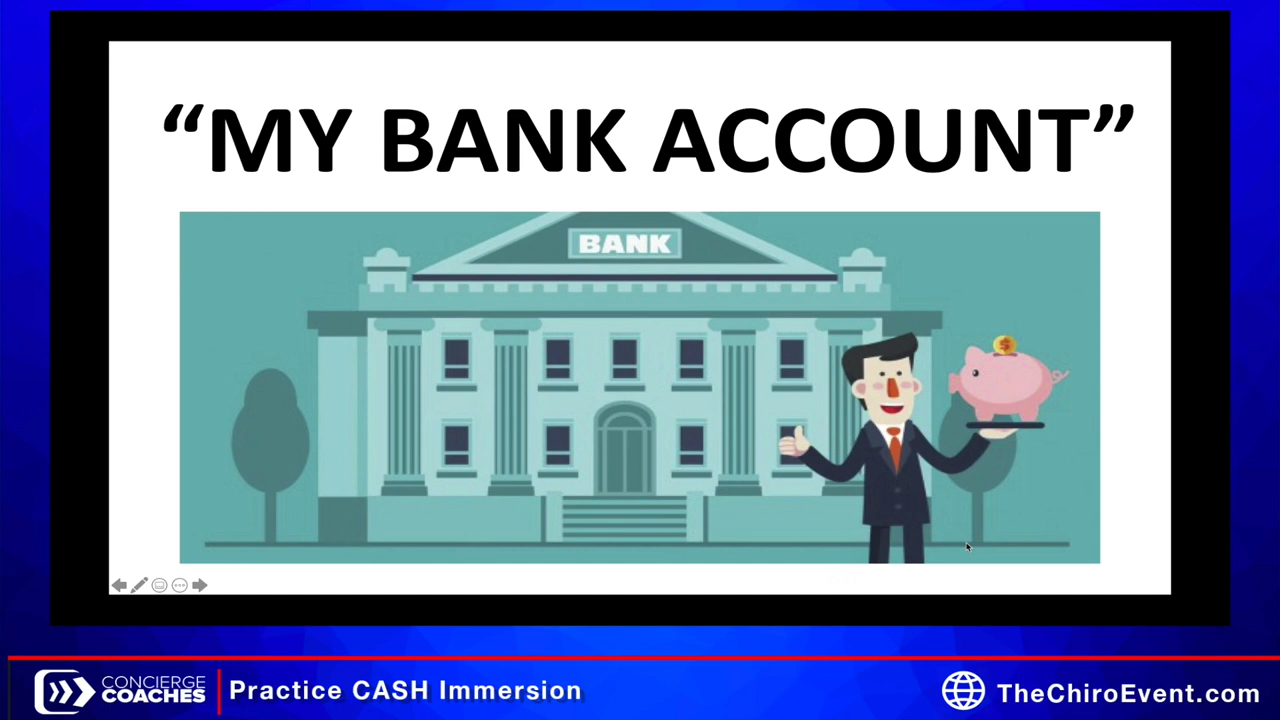 “MY BANK ACCOUNT”
BANK
$
CONCIERGE
COACHES
Practice CASH Immersion
TheChiroEvent.com